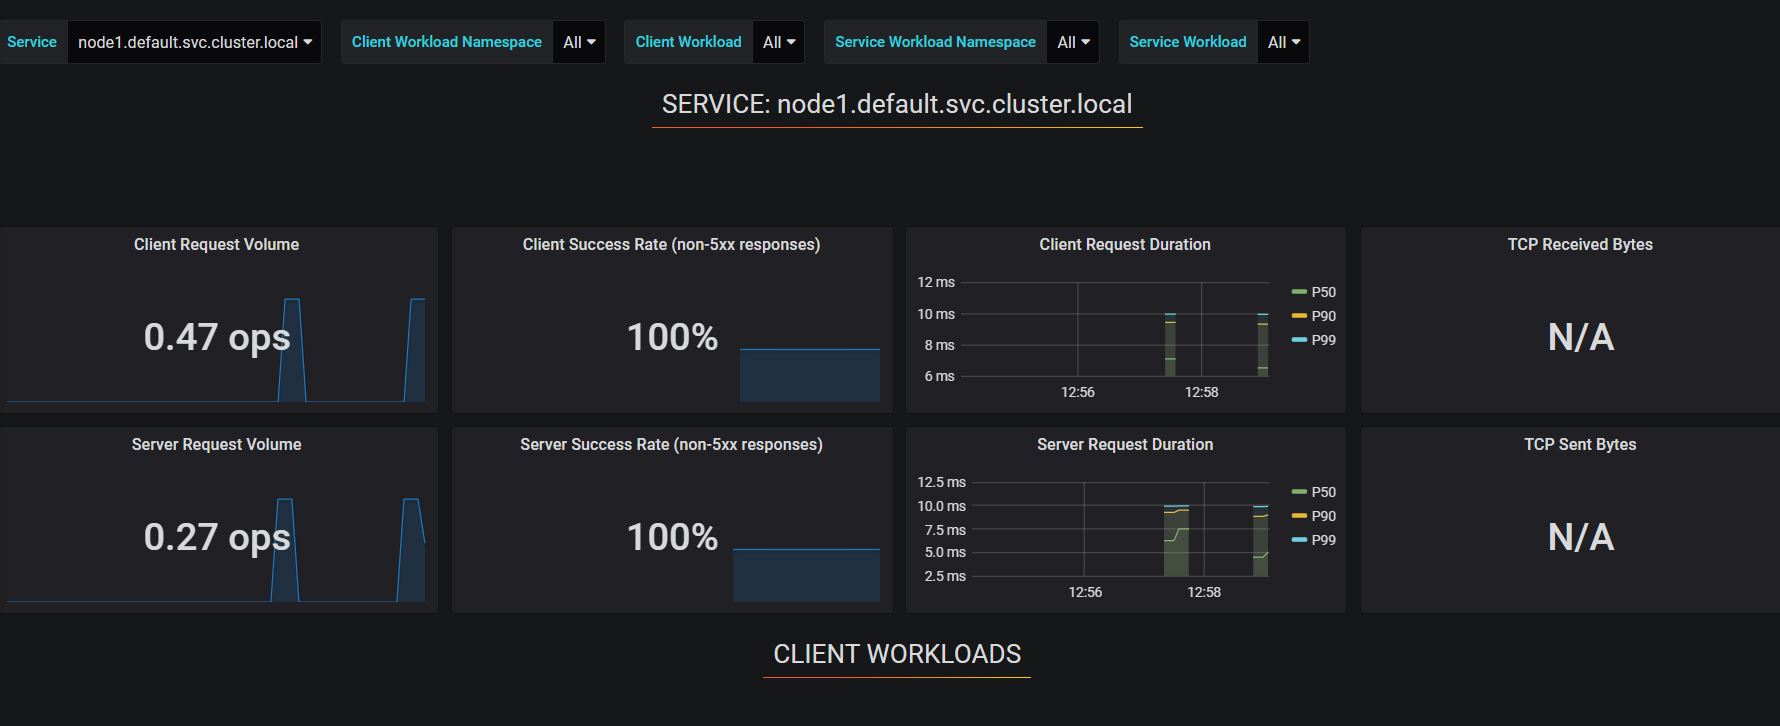 Service node1.default.svc.cluster.local Client Workload Namespace All Client Workload All Service Workload Namespace All Service Workload All
SERVICE: node1.default.svc.cluster.local
Client Request Volume
0.47 ops
Client Success Rate (non-5xx responses)
100%
Client Request Duration
12 ms
10 ms
8 ms
6 ms
12:56 12:58
P50
P90
P99
TCP Received Bytes
N/A
Server Request Volume
0.27 ops
Server Success Rate (non-5xx responses)
100%
Server Request Duration
12.5 ms
10.0 ms
7.5 ms
5.0 ms
2.5 ms
12:56 12:58
P50
P90
P99
TCP Sent Bytes
N/A
CLIENT WORKLOADS